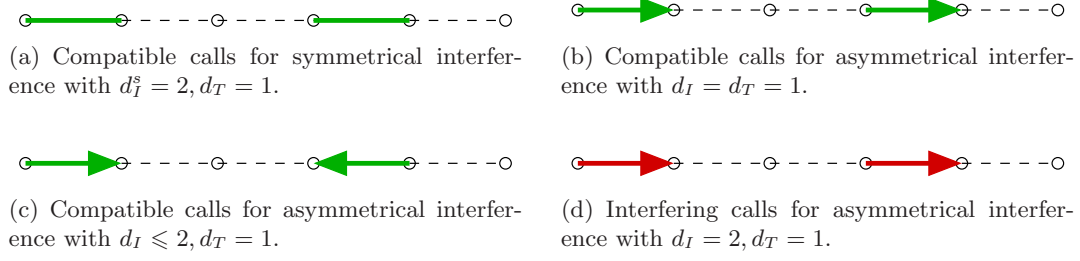 (a) Compatible calls for symmetrical interfer-
ence with $d_I^s = 2, d_T = 1$.
(b) Compatible calls for asymmetrical interfer-
ence with $d_I = d_T = 1$.
(c) Compatible calls for asymmetrical interfer-
ence with $d_I \leqslant 2, d_T = 1$.
(d) Interfering calls for asymmetrical interfer-
ence with $d_I = 2, d_T = 1$.